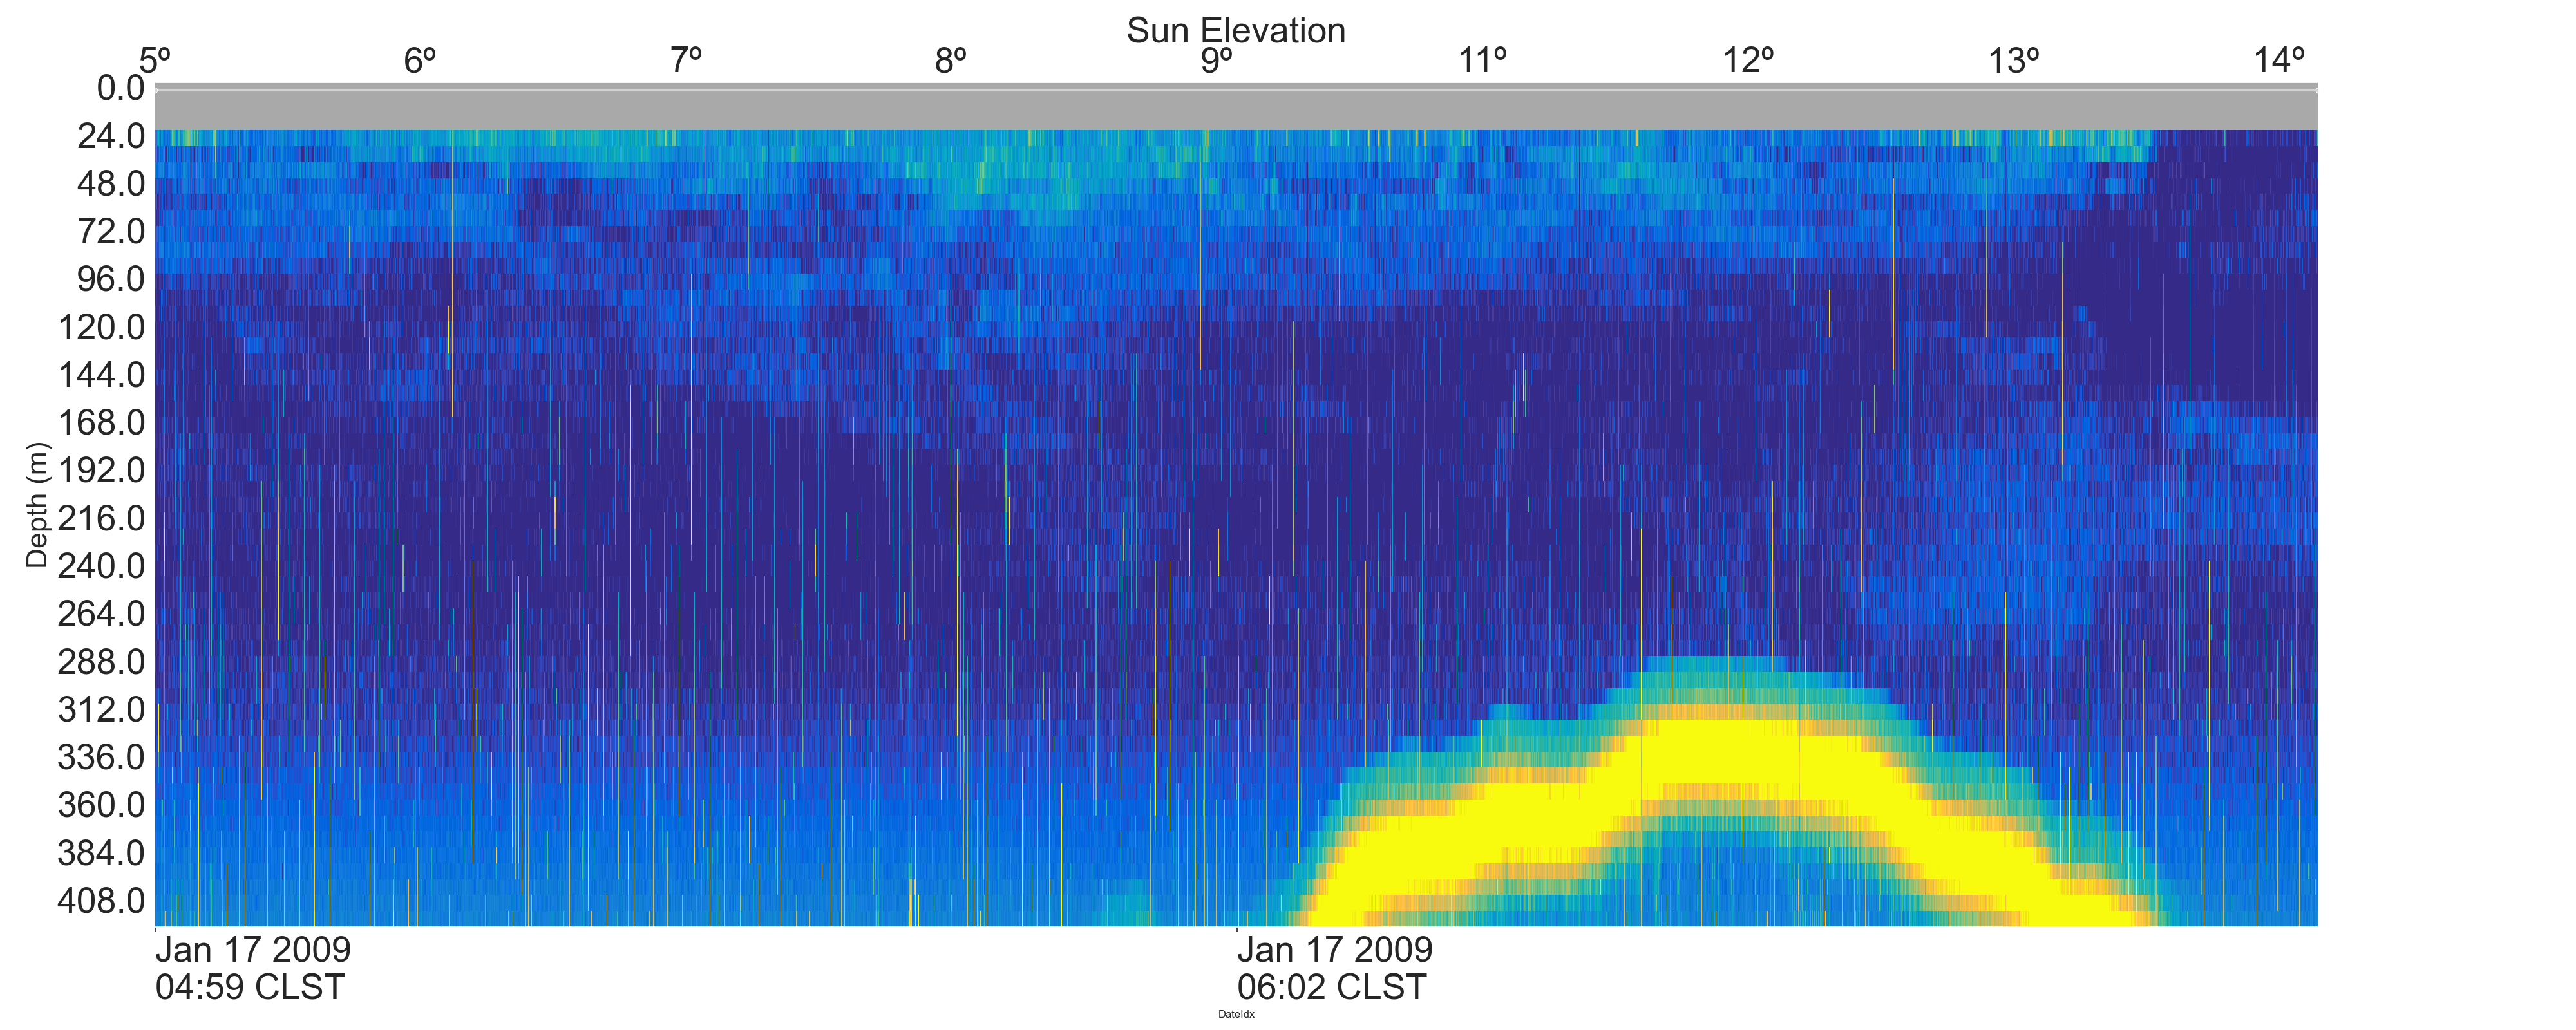 Sun Elevation
5º 6º 7º 8º 9º 11º 12º 13º 14º
0.0
24.0
48.0
72.0
96.0
120.0
144.0
168.0
192.0
216.0
240.0
264.0
288.0
312.0
336.0
360.0
384.0
408.0
Depth (m)
Jan 17 2009
04:59 CLST
Jan 17 2009
06:02 CLST
DateIdx